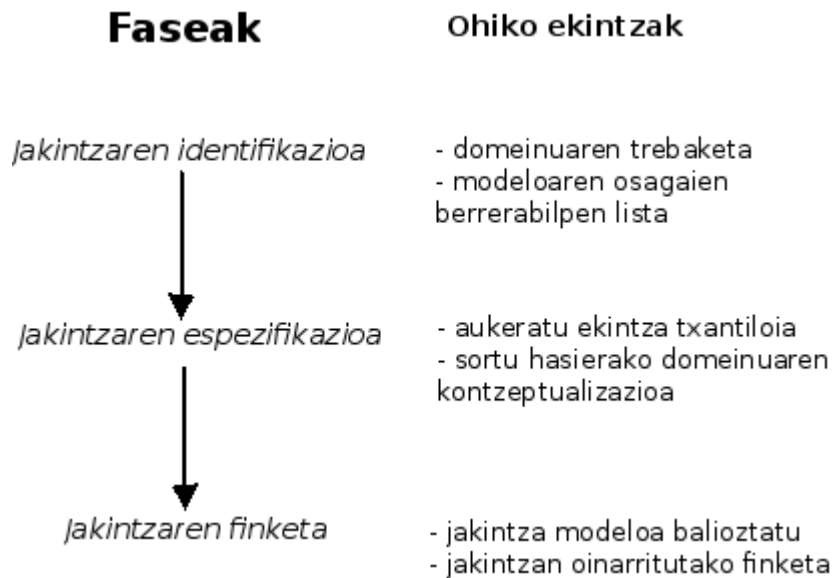 Faseak
Ohiko ekintzak
Jakintzaren identifikazioa
- domeinuaren trebaketa
- modeloaren osagaien
berrerabilpen lista
Jakintzaren espezifikazioa
- aukeratu ekintza txantiloia
- sortu hasierako domeinuaren
kontzeptualizazioa
Jakintzaren finketa
- jakintza modeloa balioztatu
- jakintzan oinarritutako finketa